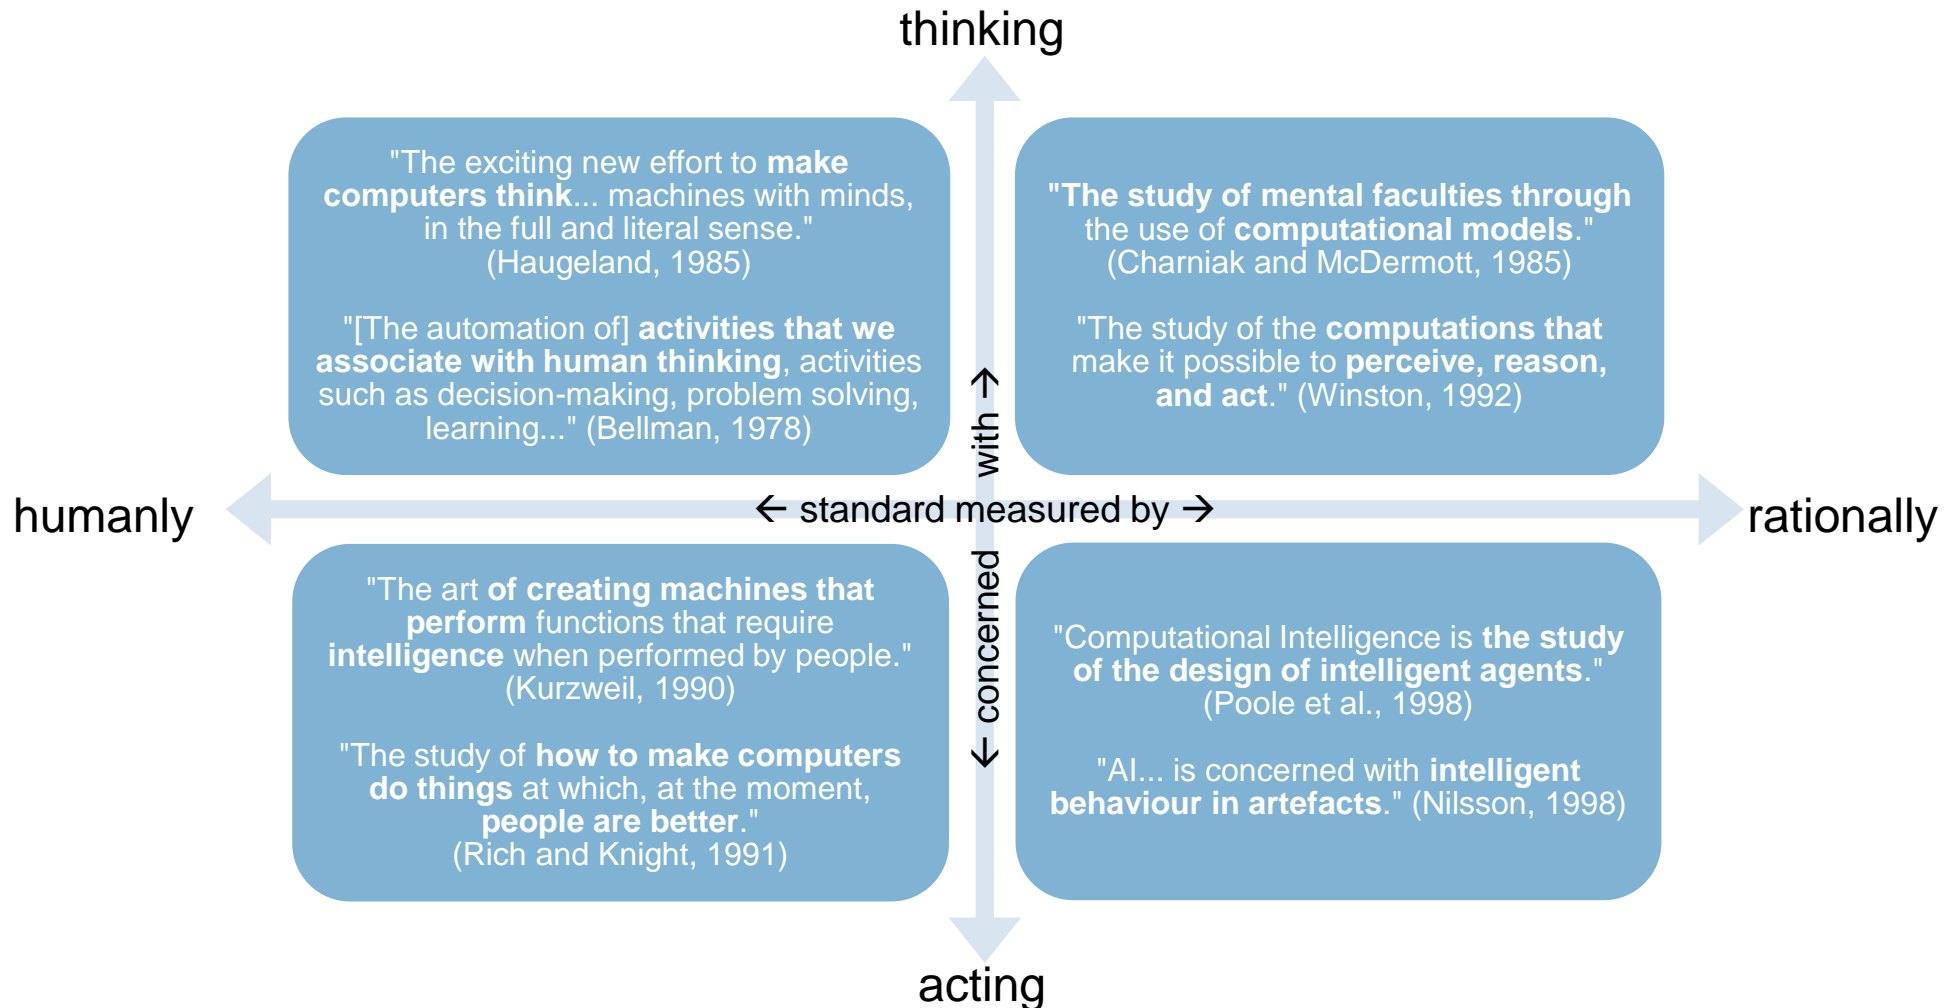 thinking
"The exciting new effort to make
computers think... machines with minds,
in the full and literal sense."
(Haugeland, 1985)
"[The automation of] activities that we
associate with human thinking, activities
such as decision-making, problem solving,
learning..." (Bellman, 1978)
"The study of mental faculties through
the use of computational models."
(Charniak and McDermott, 1985)
"The study of the computations that
make it possible to perceive, reason,
and act." (Winston, 1992)
humanly
← standard measured by →
rationally
← concerned with →
"The art of creating machines that
perform functions that require
intelligence when performed by people."
(Kurzweil, 1990)
"The study of how to make computers
do things at which, at the moment,
people are better."
(Rich and Knight, 1991)
"Computational Intelligence is the study
of the design of intelligent agents."
(Poole et al., 1998)
"AI... is concerned with intelligent
behaviour in artefacts." (Nilsson, 1998)
acting